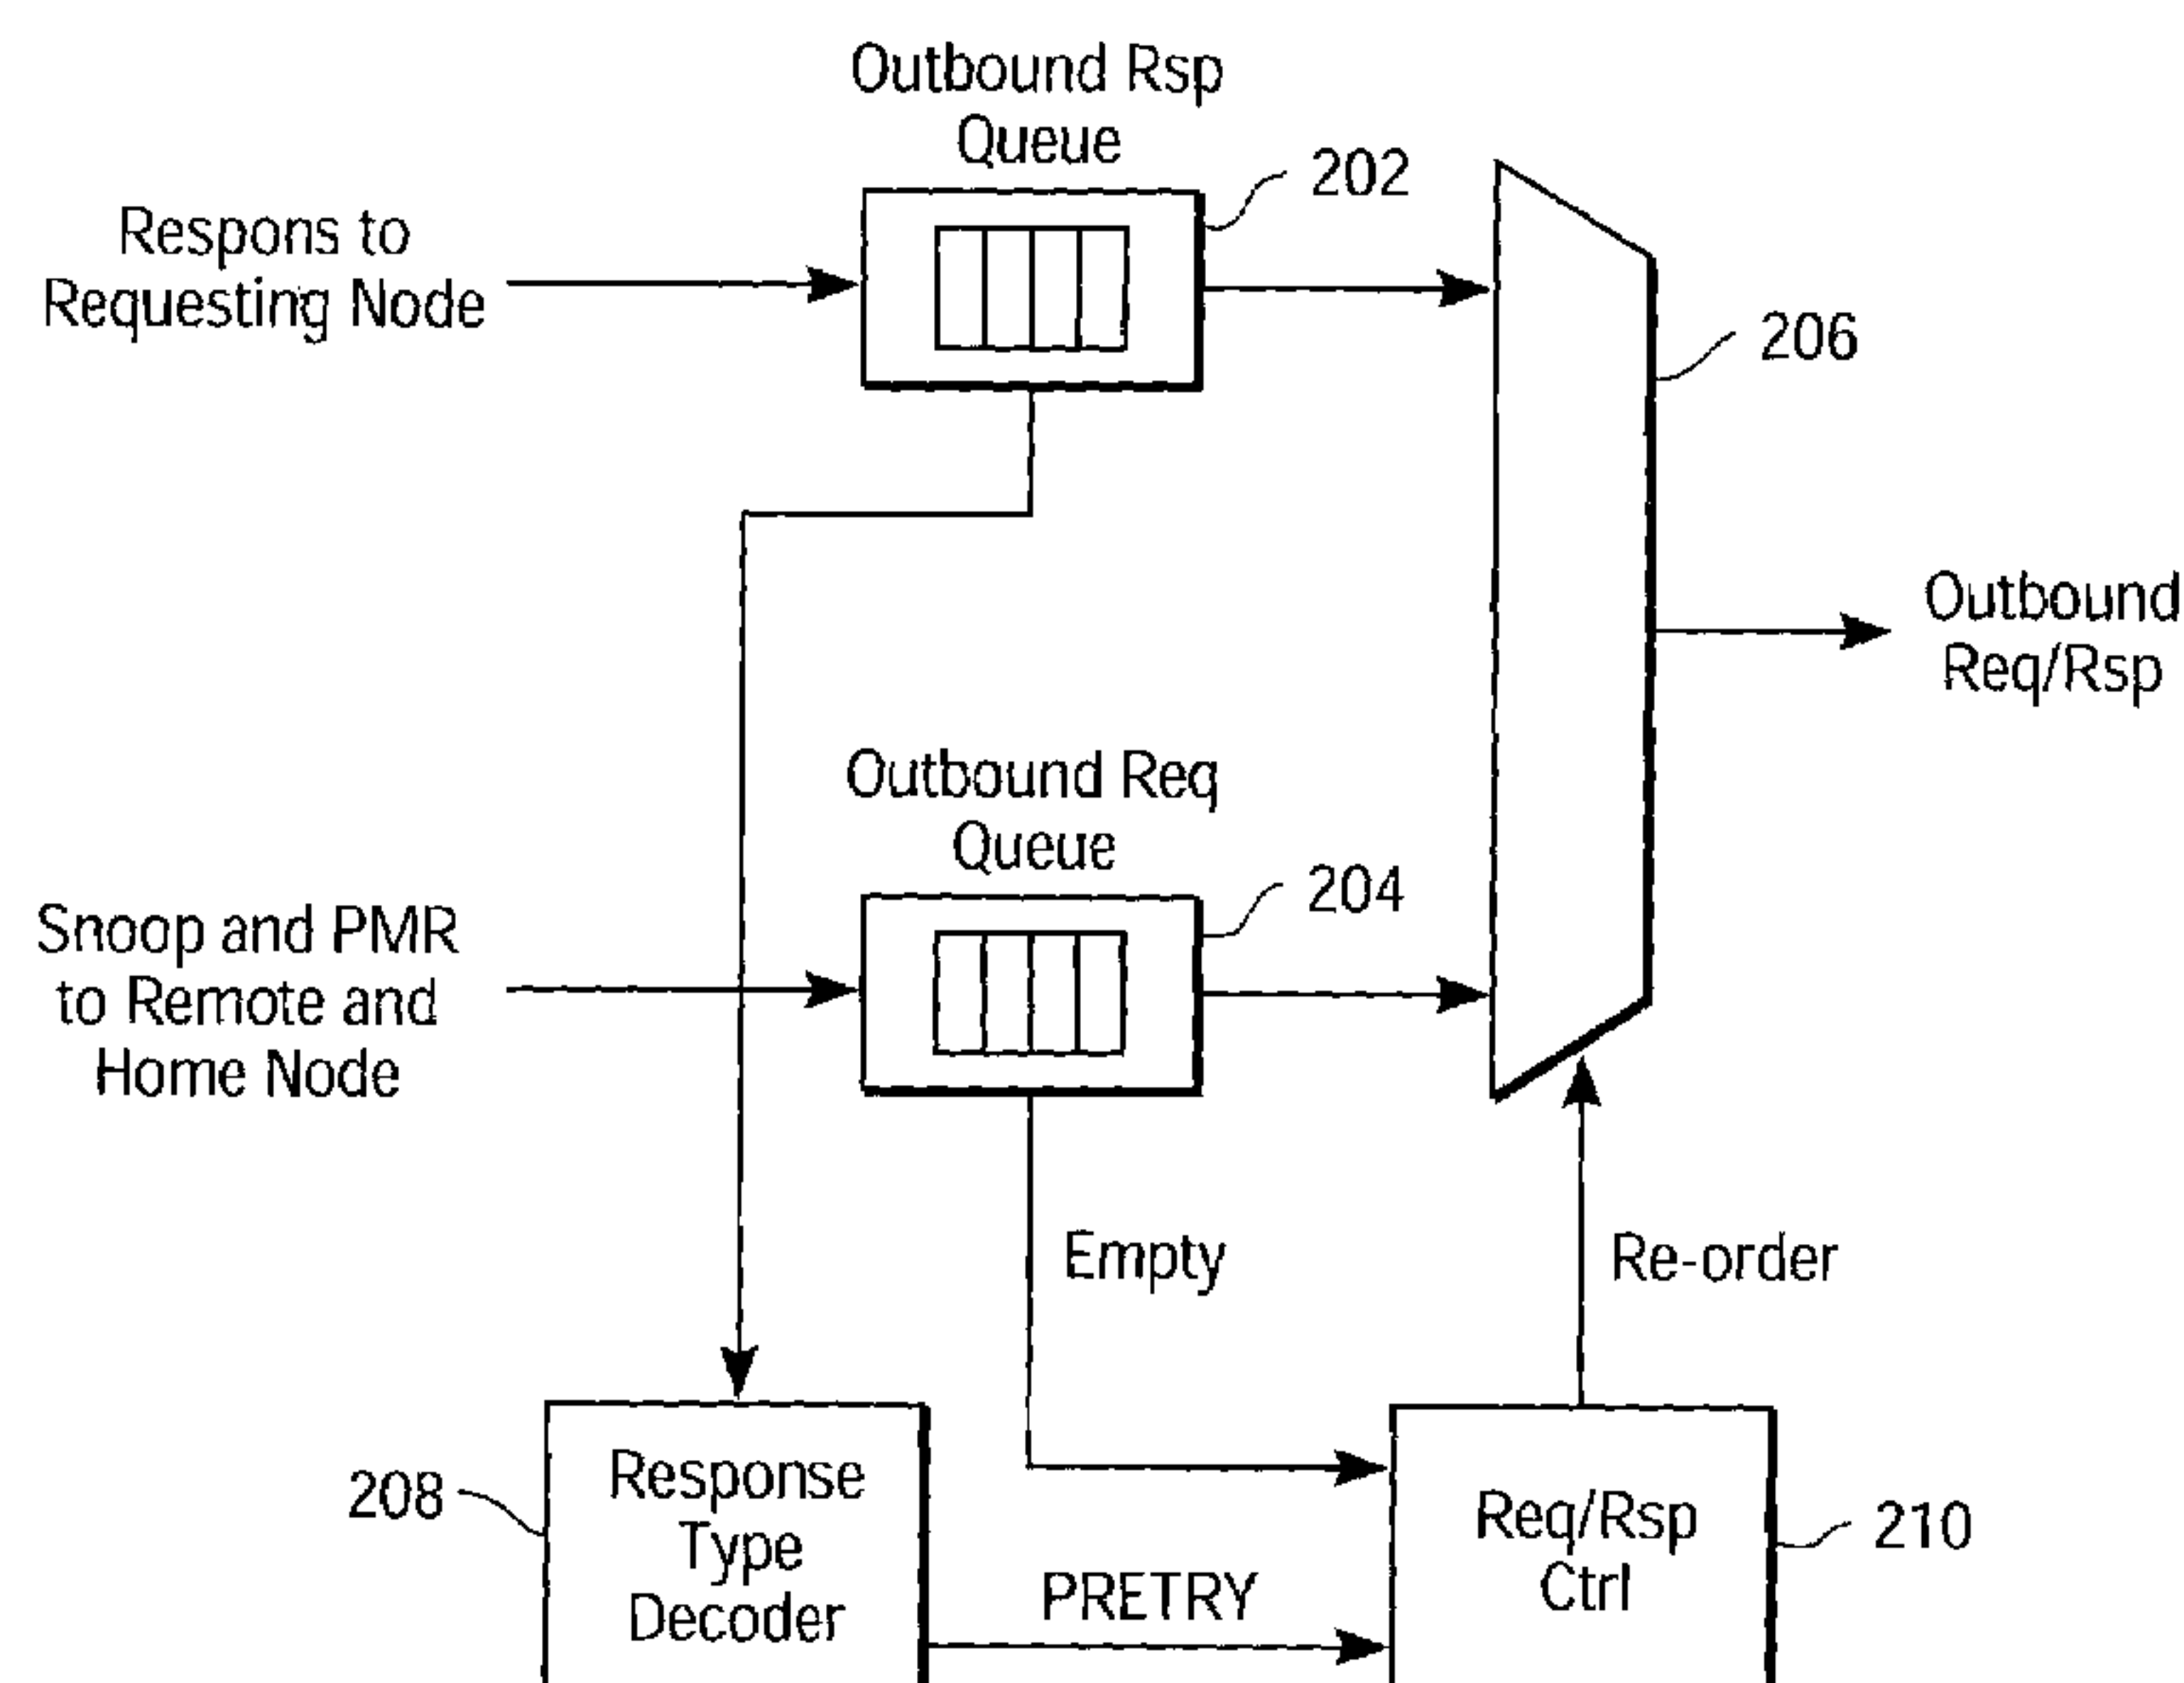 Outbound Rsp
Queue
202
Respons to
Requesting Node
206
Outbound
Req/Rsp
Outbound Req
Queue
204
Snoop and PMR
to Remote and
Home Node
Empty
Re-order
208
Response
Type
Decoder
PRETRY
Req/Rsp
Ctrl
210